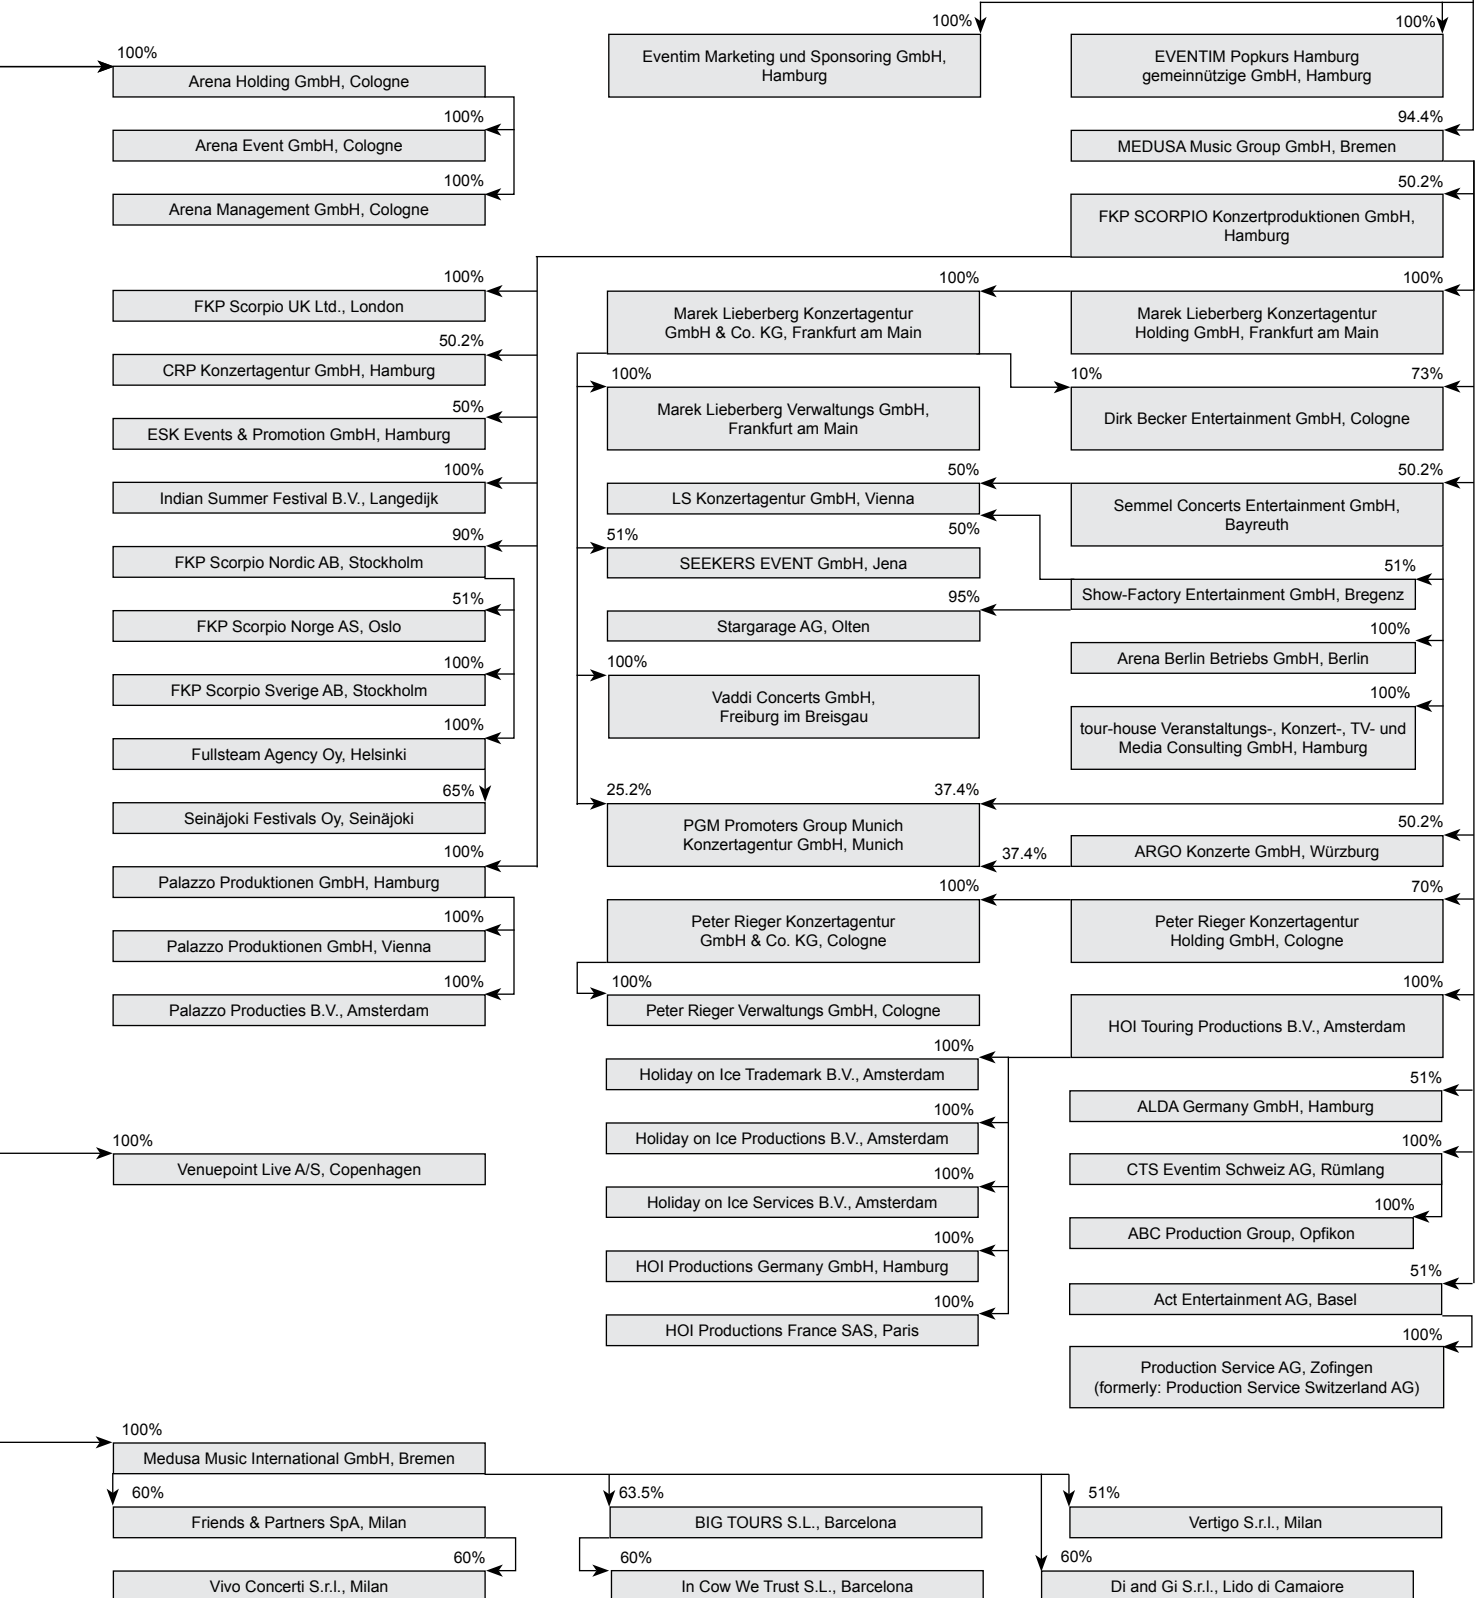 100%
Arena Holding GmbH, Cologne
100%
Arena Event GmbH, Cologne
100%
Arena Management GmbH, Cologne
100%
Eventim Marketing und Sponsoring GmbH,
Hamburg
100%
EVENTIM Popkurs Hamburg
gemeinnützige GmbH, Hamburg
94.4%
MEDUSA Music Group GmbH, Bremen
50.2%
FKP SCORPIO Konzertproduktionen GmbH,
Hamburg
100%
FKP Scorpio UK Ltd., London
50.2%
CRP Konzertagentur GmbH, Hamburg
50%
ESK Events & Promotion GmbH, Hamburg
100%
Indian Summer Festival B.V., Langedijk
90%
FKP Scorpio Nordic AB, Stockholm
51%
FKP Scorpio Norge AS, Oslo
100%
FKP Scorpio Sverige AB, Stockholm
100%
Fullsteam Agency Oy, Helsinki
65%
Seinäjoki Festivals Oy, Seinäjoki
100%
Palazzo Produktionen GmbH, Hamburg
100%
Palazzo Produktionen GmbH, Vienna
100%
Palazzo Producties B.V., Amsterdam
100%
Marek Lieberberg Konzertagentur
GmbH & Co. KG, Frankfurt am Main
100%
Marek Lieberberg Verwaltungs GmbH,
Frankfurt am Main
50%
LS Konzertagentur GmbH, Vienna
50%
51%
SEEKERS EVENT GmbH, Jena
95%
Stargarage AG, Olten
100%
Vaddi Concerts GmbH,
Freiburg im Breisgau
25.2%
37.4%
PGM Promoters Group Munich
Konzertagentur GmbH, Munich
37.4%
100%
Peter Rieger Konzertagentur
GmbH & Co. KG, Cologne
100%
Peter Rieger Verwaltungs GmbH, Cologne
100%
Holiday on Ice Trademark B.V., Amsterdam
100%
Holiday on Ice Productions B.V., Amsterdam
100%
Holiday on Ice Services B.V., Amsterdam
100%
HOI Productions Germany GmbH, Hamburg
100%
HOI Productions France SAS, Paris
100%
Marek Lieberberg Konzertagentur
Holding GmbH, Frankfurt am Main
10%
73%
Dirk Becker Entertainment GmbH, Cologne
50.2%
Semmel Concerts Entertainment GmbH,
Bayreuth
51%
Show-Factory Entertainment GmbH, Bregenz
100%
Arena Berlin Betriebs GmbH, Berlin
100%
tour-house Veranstaltungs-, Konzert-, TV- und
Media Consulting GmbH, Hamburg
50.2%
ARGO Konzerte GmbH, Würzburg
70%
Peter Rieger Konzertagentur
Holding GmbH, Cologne
100%
HOI Touring Productions B.V., Amsterdam
51%
ALDA Germany GmbH, Hamburg
100%
CTS Eventim Schweiz AG, Rümlang
100%
ABC Production Group, Opfikon
51%
Act Entertainment AG, Basel
100%
Production Service AG, Zofingen
(formerly: Production Service Switzerland AG)
100%
Venuepoint Live A/S, Copenhagen
100%
Medusa Music International GmbH, Bremen
60%
Friends & Partners SpA, Milan
60%
Vivo Concerti S.r.l., Milan
63.5%
BIG TOURS S.L., Barcelona
60%
In Cow We Trust S.L., Barcelona
51%
Vertigo S.r.l., Milan
60%
Di and Gi S.r.l., Lido di Camaiore